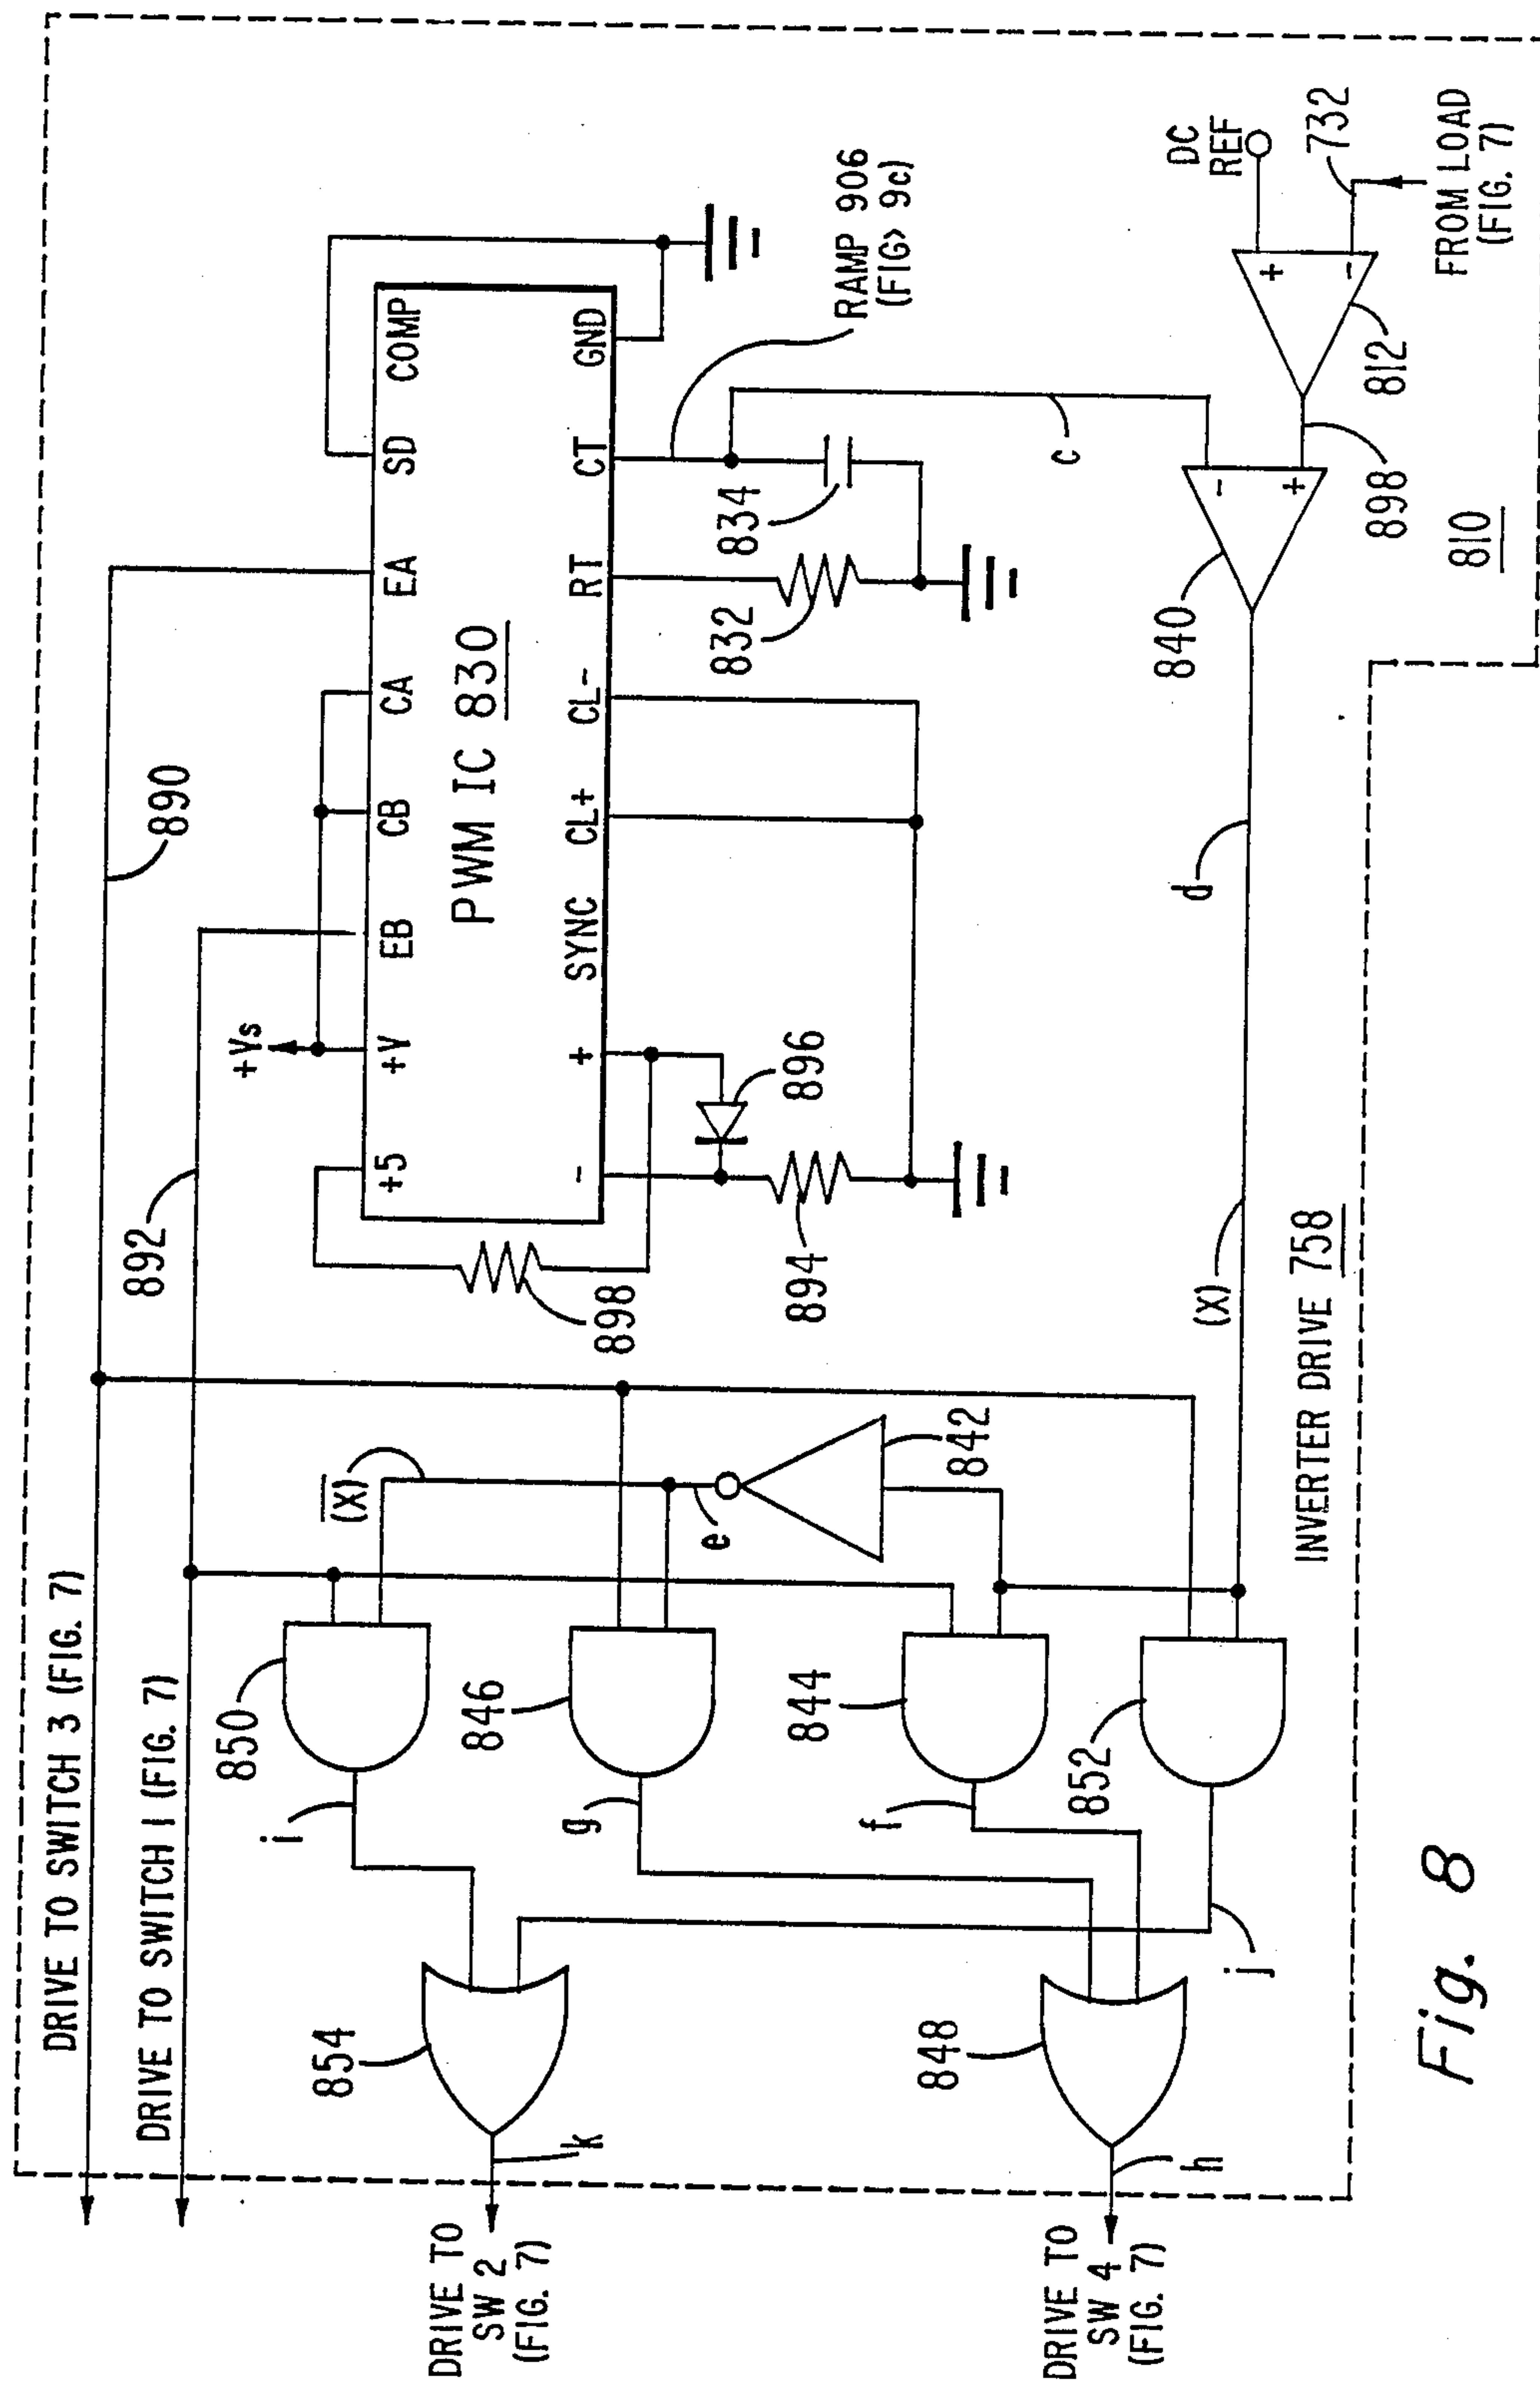 DRIVE TO SWITCH 3 (FIG. 7)
890
DRIVE TO SWITCH 1 (FIG. 7)
892
+Vs
+5
+V
EB
CB
CA
EA
SD
COMP
PWM IC 830
-
+
SYNC
CL+
CL-
RT
CT
GND
898
896
894
832
834
RAMP 906
(FIG> 9c)
c
DC
REF
+
-
732
FROM LOAD
(FIG. 7)
812
898
-
+
840
810
d
(X)
(X)
e
842
850
846
844
852
i
g
f
j
854
848
k
h
DRIVE TO
SW 2
(FIG. 7)
DRIVE TO
SW 4
(FIG. 7)
INVERTER DRIVE 758
Fig. 8